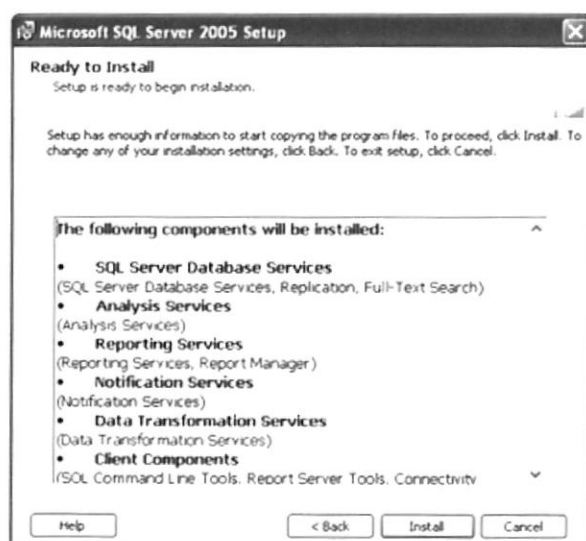 Microsoft SQL Server 2005 Setup
Ready to Install
Setup is ready to begin installation.
Setup has enough information to start copying the program files. To proceed, click Install. To
change any of your installation settings, click Back. To exit setup, click Cancel.
The following components will be installed:
• SQL Server Database Services
(SQL Server Database Services, Replication, Full-Text Search)
• Analysis Services
(Analysis Services)
• Reporting Services
(Reporting Services, Report Manager)
• Notification Services
(Notification Services)
• Data Transformation Services
(Data Transformation Services)
• Client Components
(SQL Command Line Tools, Report Server Tools, Connectivity
Help
< Back
Install
Cancel